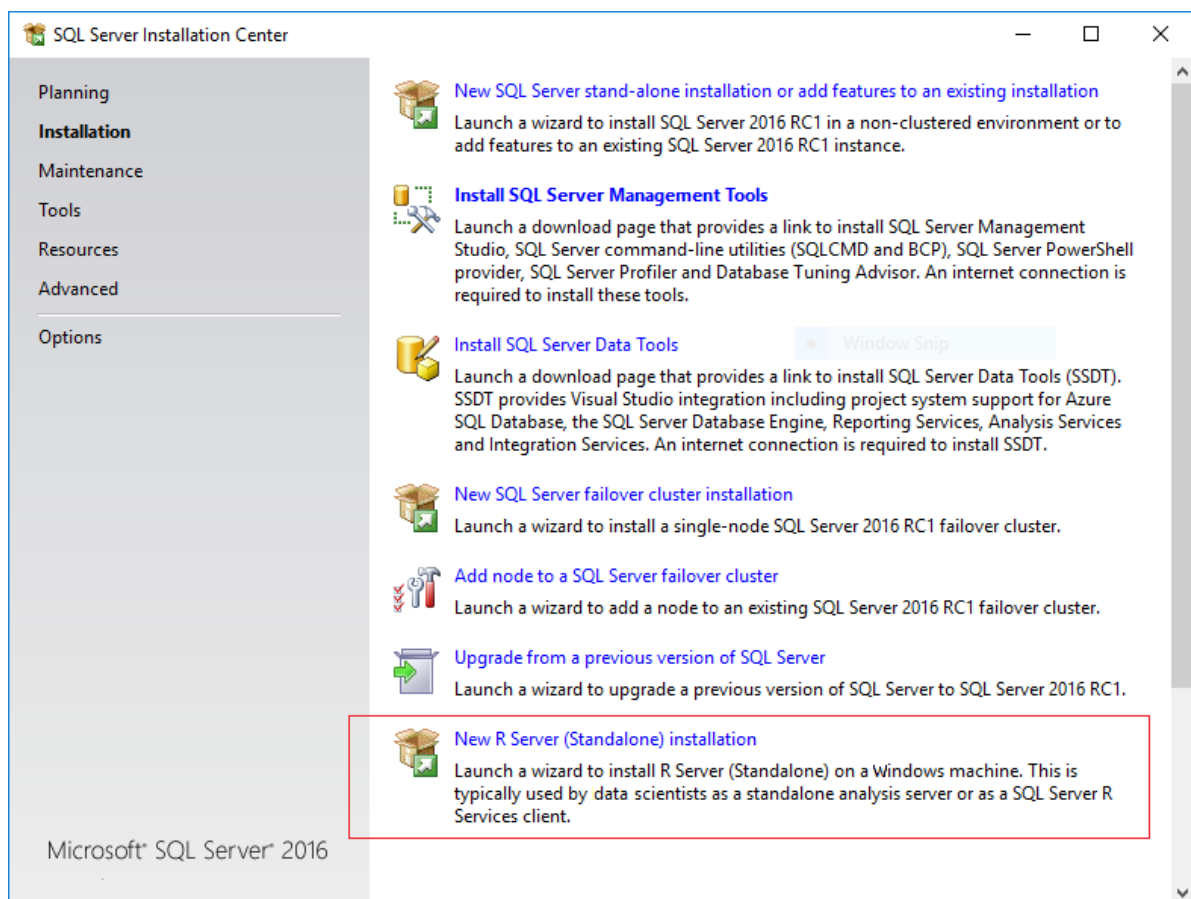 SQL Server Installation Center
Planning
Installation
Maintenance
Tools
Resources
Advanced
Options
Microsoft® SQL Server® 2016
New SQL Server stand-alone installation or add features to an existing installation
Launch a wizard to install SQL Server 2016 RC1 in a non-clustered environment or to
add features to an existing SQL Server 2016 RC1 instance.
Install SQL Server Management Tools
Launch a download page that provides a link to install SQL Server Management
Studio, SQL Server command-line utilities (SQLCMD and BCP), SQL Server PowerShell
provider, SQL Server Profiler and Database Tuning Advisor. An internet connection is
required to install these tools.
Install SQL Server Data Tools
Window Snip
Launch a download page that provides a link to install SQL Server Data Tools (SSDT).
SSDT provides Visual Studio integration including project system support for Azure
SQL Database, the SQL Server Database Engine, Reporting Services, Analysis Services
and Integration Services. An internet connection is required to install SSDT.
New SQL Server failover cluster installation
Launch a wizard to install a single-node SQL Server 2016 RC1 failover cluster.
Add node to a SQL Server failover cluster
Launch a wizard to add a node to an existing SQL Server 2016 RC1 failover cluster.
Upgrade from a previous version of SQL Server
Launch a wizard to upgrade a previous version of SQL Server to SQL Server 2016 RC1.
New R Server (Standalone) installation
Launch a wizard to install R Server (Standalone) on a Windows machine. This is
typically used by data scientists as a standalone analysis server or as a SQL Server R
Services client.